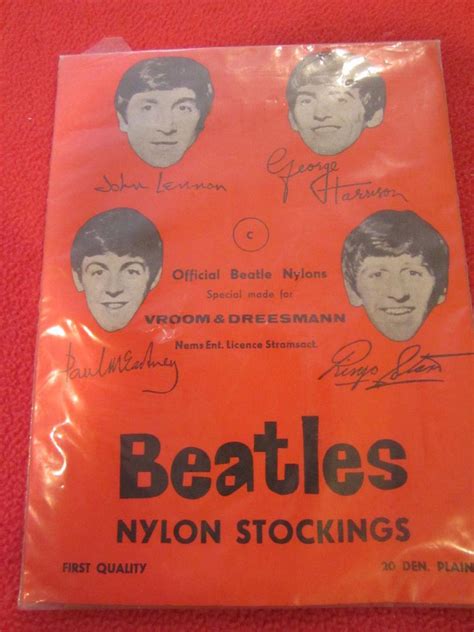 John Lennon
George Harrison
C
Official Beatle Nylons
Special made for
VROOM & DREESMANN
Nems Ent. Licence Stramsact.
Paul McCartney
Ringo Starr
Beatles
NYLON STOCKINGS
FIRST QUALITY
20 DEN. PLAIN